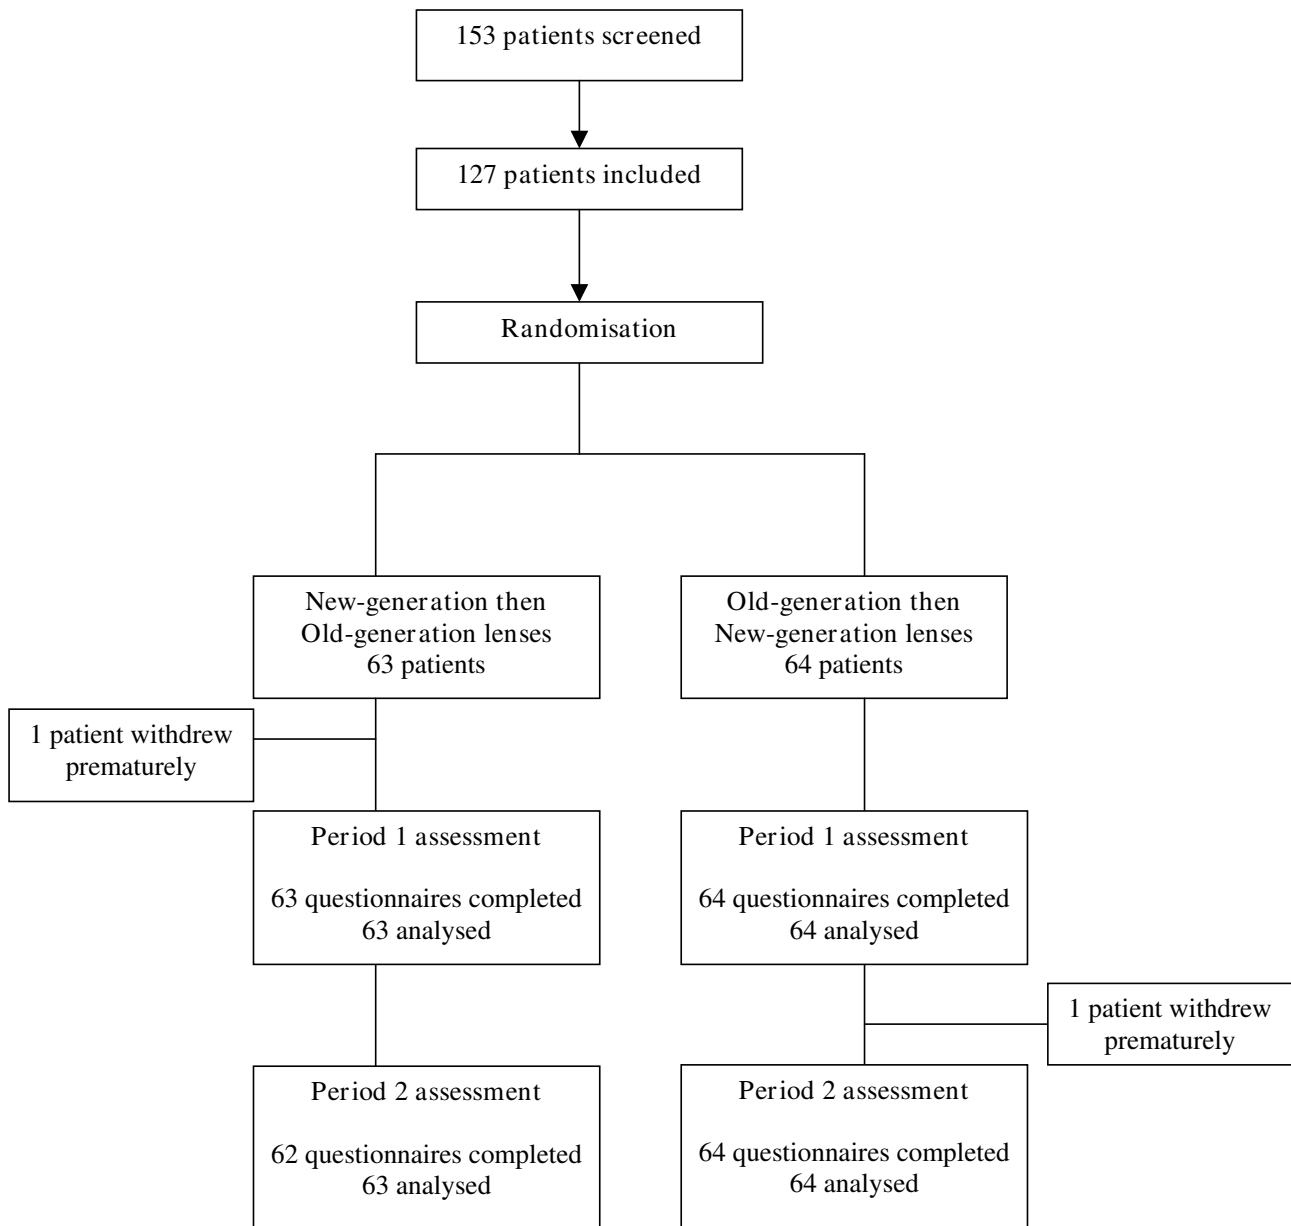 153 patients screened
127 patients included
Randomisation
New-generation then
Old-generation lenses
63 patients
Old-generation then
New-generation lenses
64 patients
1 patient withdrew
prematurely
Period 1 assessment
63 questionnaires completed
63 analysed
Period 1 assessment
64 questionnaires completed
64 analysed
1 patient withdrew
prematurely
Period 2 assessment
62 questionnaires completed
63 analysed
Period 2 assessment
64 questionnaires completed
64 analysed